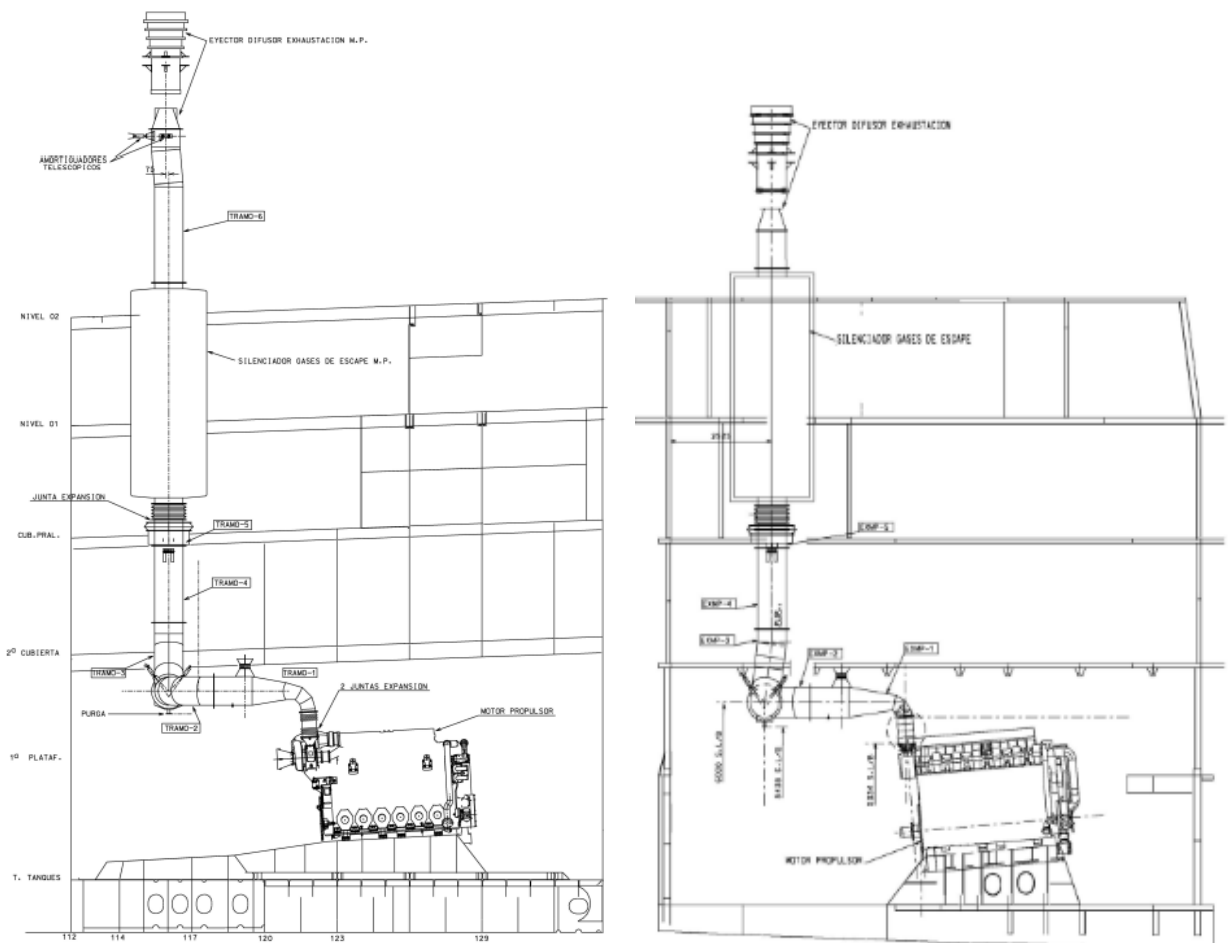 EYECTOR DIFUSOR EXHAUSTACION M.P.
AMORTIGUADORES
TELESCOPICOS
75
TRAMO-6
NIVEL 02
SILENCIADOR GASES DE ESCAPE M.P.
NIVEL 01
JUNTA EXPANSION
TRAMO-5
CUB.PRAL.
TRAMO-4
2º CUBIERTA
TRAMO-3
TRAMO-1
2 JUNTAS EXPANSION
PURGA
TRAMO-2
MOTOR PROPULSOR
1º PLATAF.
T. TANQUES
112
114
117
120
123
129
EYECTOR DIFUSOR EXHAUSTACION
SILENCIADOR GASES DE ESCAPE
EXMP-5
EXMP-4
EXMP-3
EXMP-2
EXMP-1
MOTOR PROPULSOR